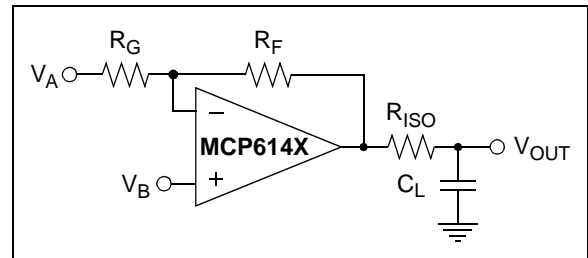 R_G R_F
V_A
R_ISO
–
MCP614X
V_OUT
V_B
+
C_L